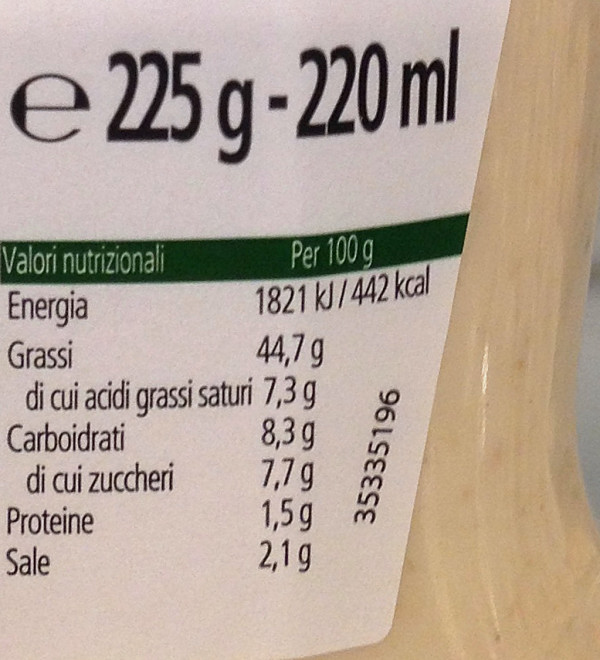 ℮ 225 g - 220 ml
Valori nutrizionali Per 100 g
Energia 1821 kJ / 442 kcal
Grassi 44,7 g
di cui acidi grassi saturi 7,3 g
Carboidrati 8,3 g
di cui zuccheri 7,7 g
Proteine 1,5 g
Sale 2,1 g
35335196